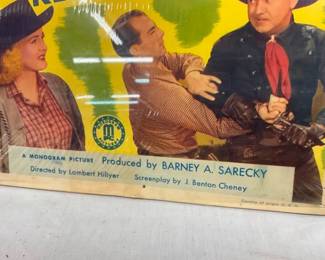 A MONOGRAM PICTURE Produced by BARNEY A. SARECKY
Directed by Lambert Hillyer Screenplay by J. Benton Cheney